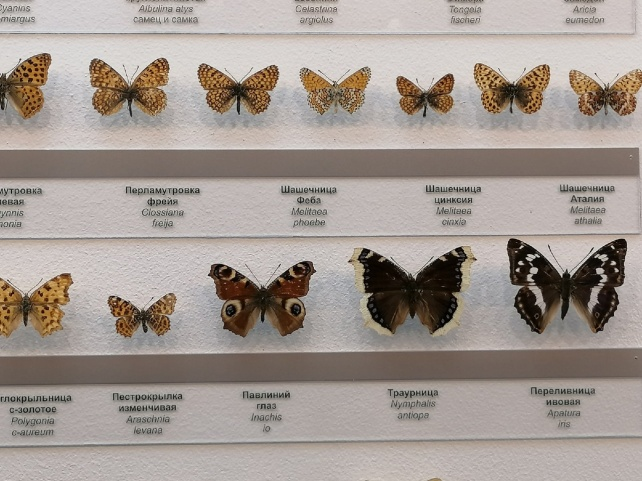 Cyaniris
Celastrina
Tongeia
Aricia
Albulina atys
argiolus
fischeri
eumedon
самец и самка
Перламутровка
фрейя
Clossiana
freija
Шашечница
Феба
Melitaea
phoebe
Шашечница
цинксия
Melitaea
cinxia
Шашечница
Аталия
Melitaea
athalia
с-золотое
Polygonia
c-aureum
Пестрокрылка
изменчивая
Araschnia
levana
Павлиний
глаз
Inachis
io
Траурница
Nymphalis
antiopa
Переливница
ивовая
Apatura
iris